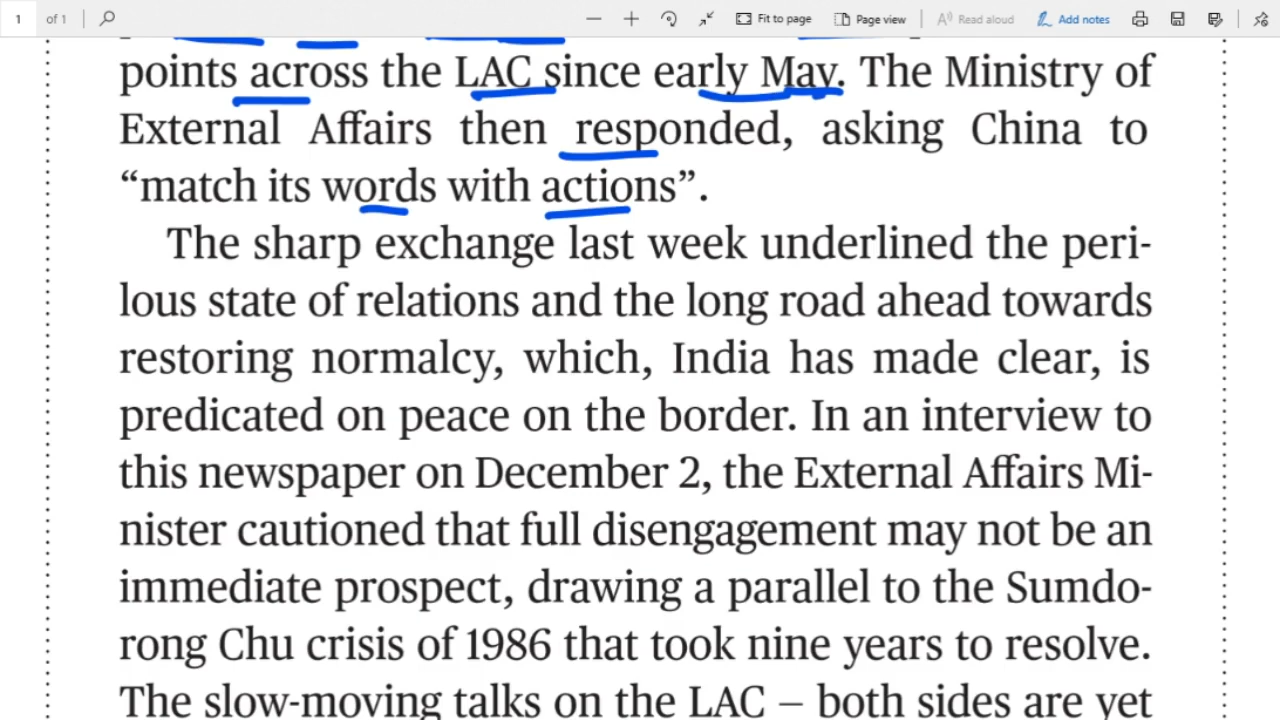 1 of 1 Fit to page Page view Read aloud Add notes
points across the LAC since early May. The Ministry of
External Affairs then responded, asking China to
“match its words with actions”.
The sharp exchange last week underlined the peri-
lous state of relations and the long road ahead towards
restoring normalcy, which, India has made clear, is
predicated on peace on the border. In an interview to
this newspaper on December 2, the External Affairs Mi-
nister cautioned that full disengagement may not be an
immediate prospect, drawing a parallel to the Sumdo-
rong Chu crisis of 1986 that took nine years to resolve.
The slow-moving talks on the LAC – both sides are yet